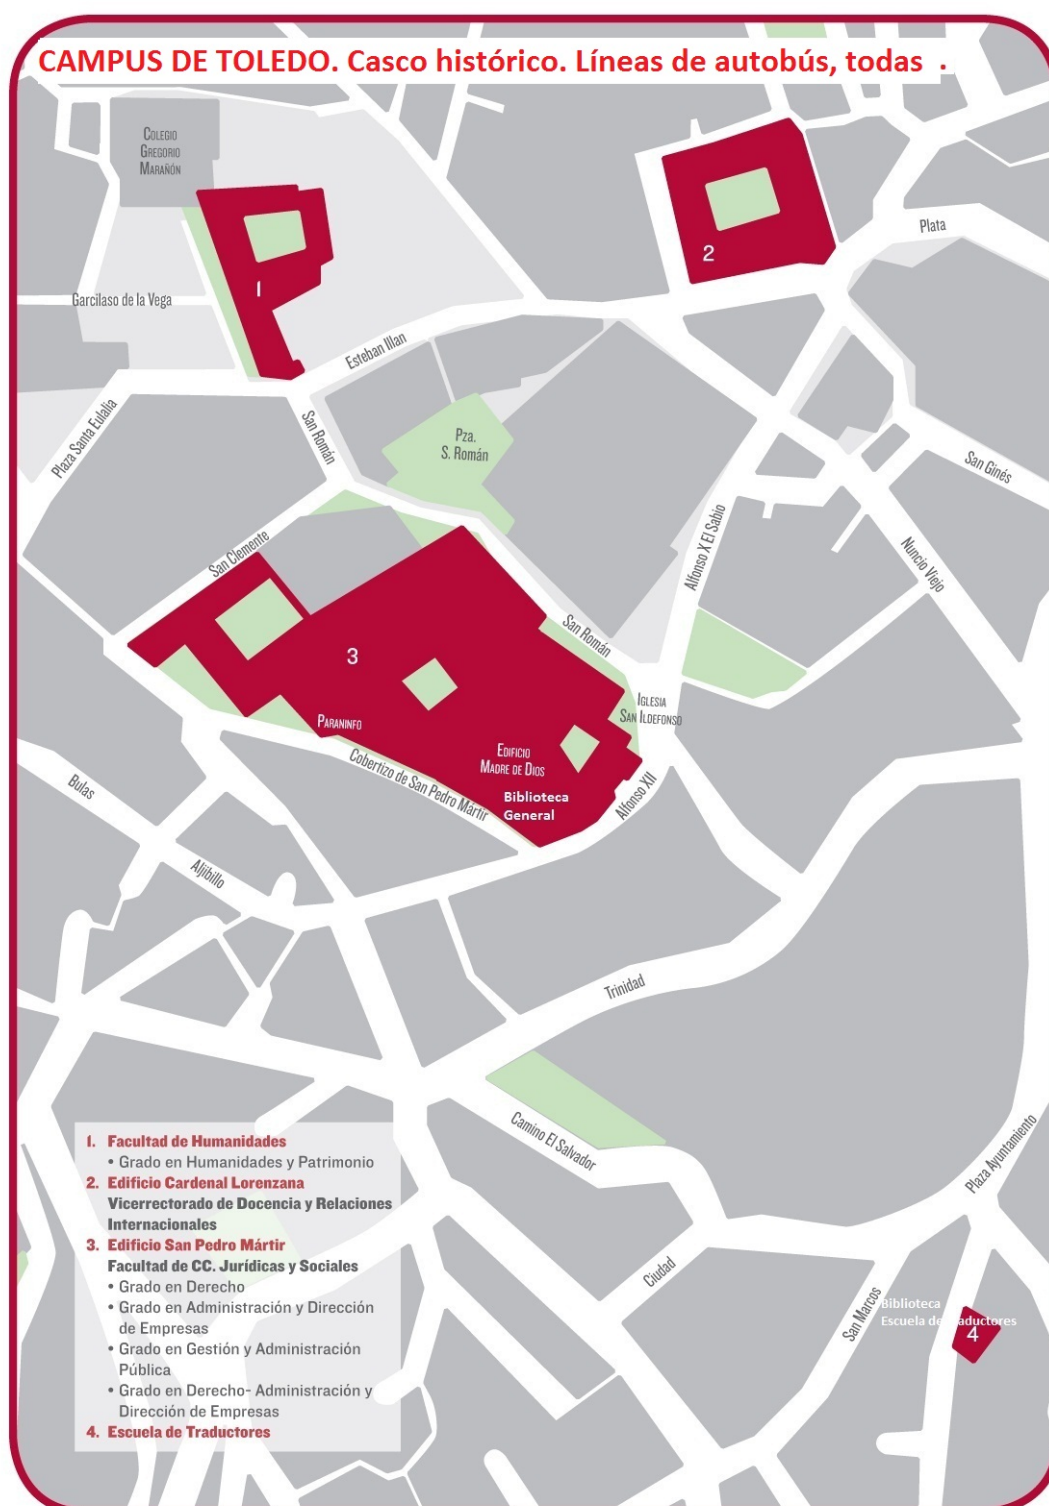 CAMPUS DE TOLEDO. Casco histórico. Líneas de autobús, todas .
COLEGIO
GREGORIO
MARAÑÓN
1
2
Plata
Garcilaso de la Vega
Esteban Illan
Plaza Santa Eulalia
San Román
Pza.
S. Román
San Ginés
San Clemente
Alfonso X El Sabio
Nuncio Viejo
3
San Román
IGLESIA
SAN ILDEFONSO
PARANINFO
EDIFICIO
MADRE DE DIOS
Cobertizo de San Pedro Mártir
Biblioteca
General
Alfonso XII
Bulas
Aljibillo
Trinidad
Camino El Salvador
Plaza Ayuntamiento
Ciudad
San Marcos
Biblioteca
Escuela de Traductores
4
1. Facultad de Humanidades
• Grado en Humanidades y Patrimonio
2. Edificio Cardenal Lorenzana
Vicerrectorado de Docencia y Relaciones
Internacionales
3. Edificio San Pedro Mártir
Facultad de CC. Jurídicas y Sociales
• Grado en Derecho
• Grado en Administración y Dirección
de Empresas
• Grado en Gestión y Administración
Pública
• Grado en Derecho- Administración y
Dirección de Empresas
4. Escuela de Traductores